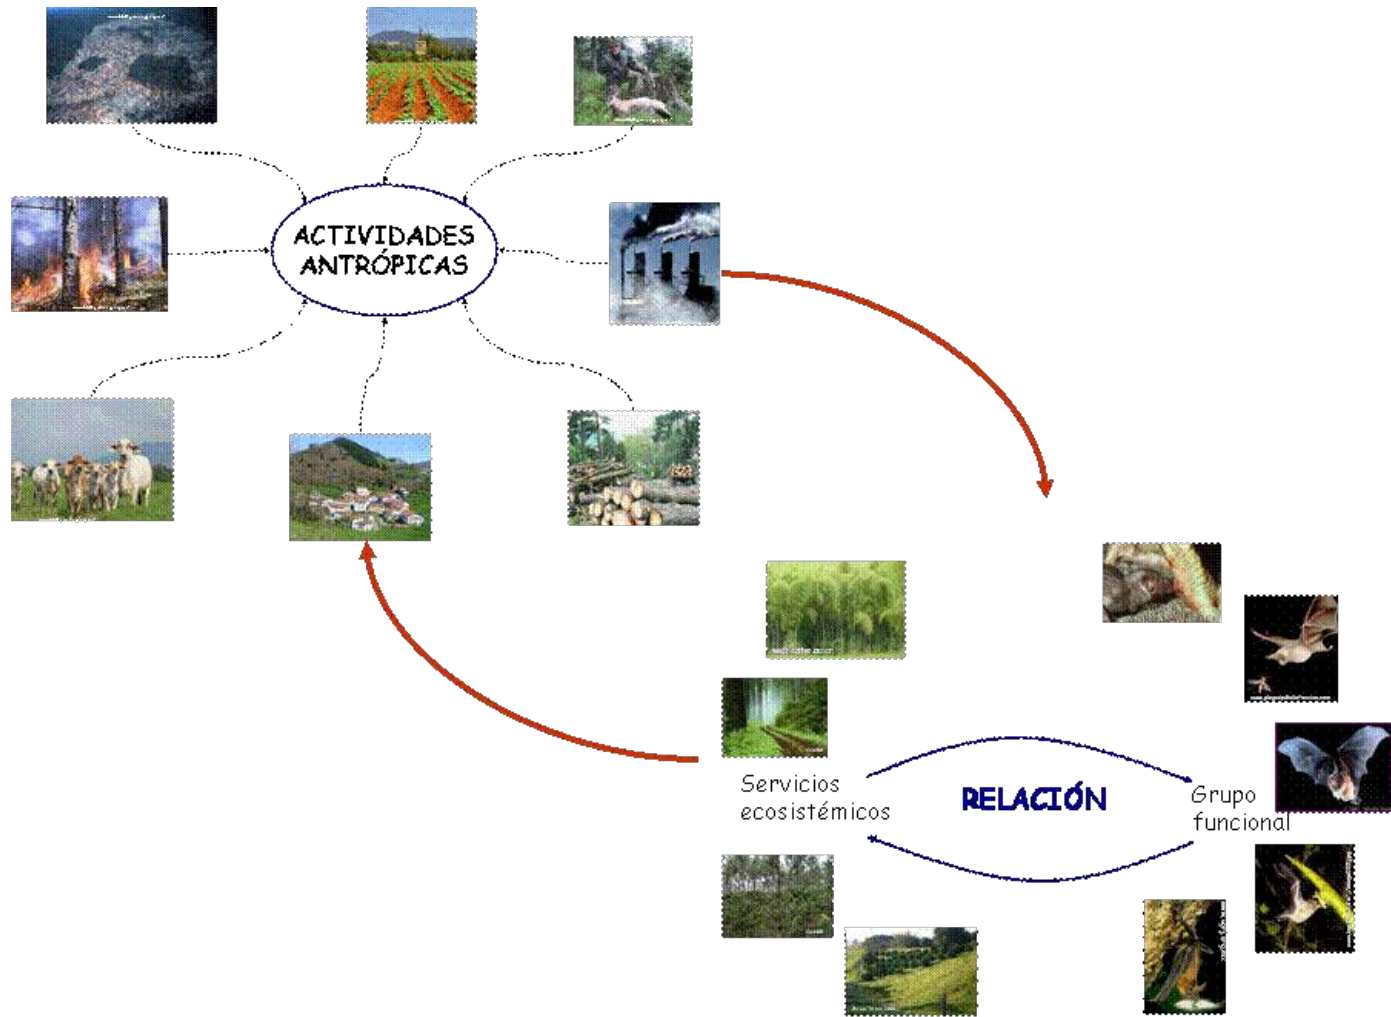 ACTIVIDADES
ANTRÓPICAS
Servicios
ecosistémicos
RELACIÓN
Grupo
funcional